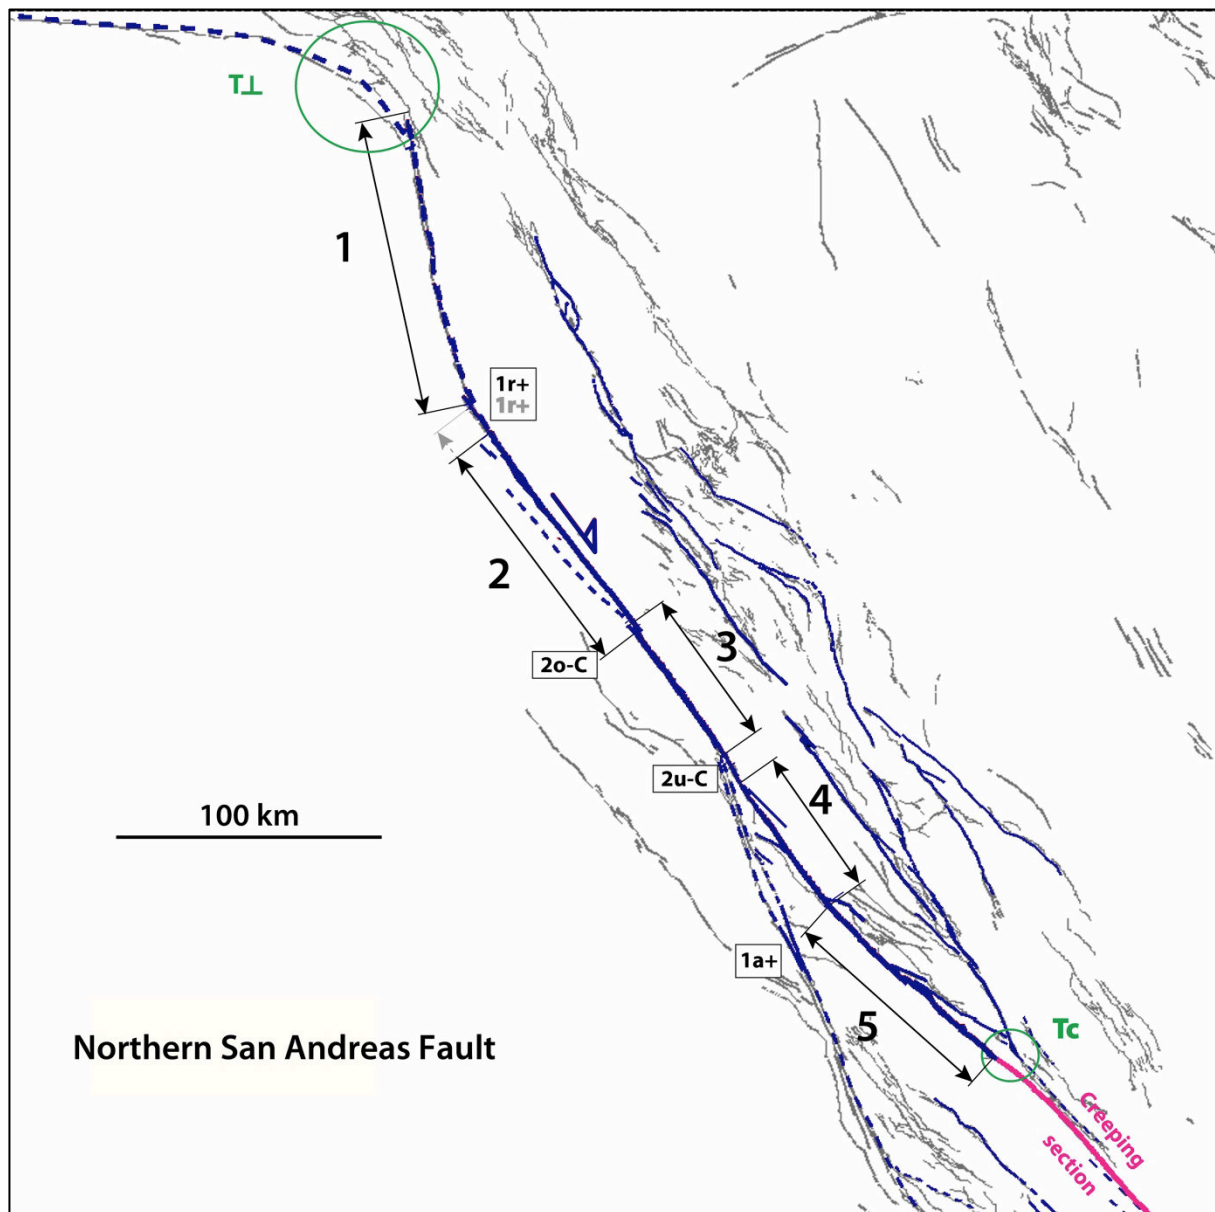 T⊥
1
1r+
1r+
2
3
2o-C
2u-C
4
100 km
1a+
5
Tc
Northern San Andreas Fault
Creeping
section